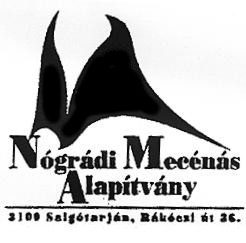 Nógrádi Mecénás
Alapítvány
3100 Salgótarján, Rákóczi út 36.